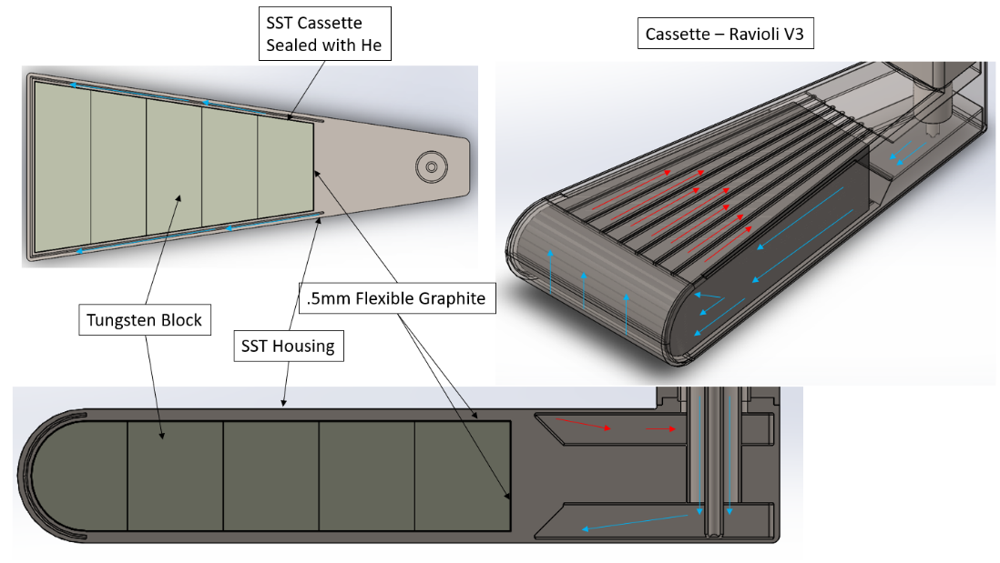 SST Cassette
Sealed with He
Cassette – Ravioli V3
.5mm Flexible Graphite
Tungsten Block
SST Housing